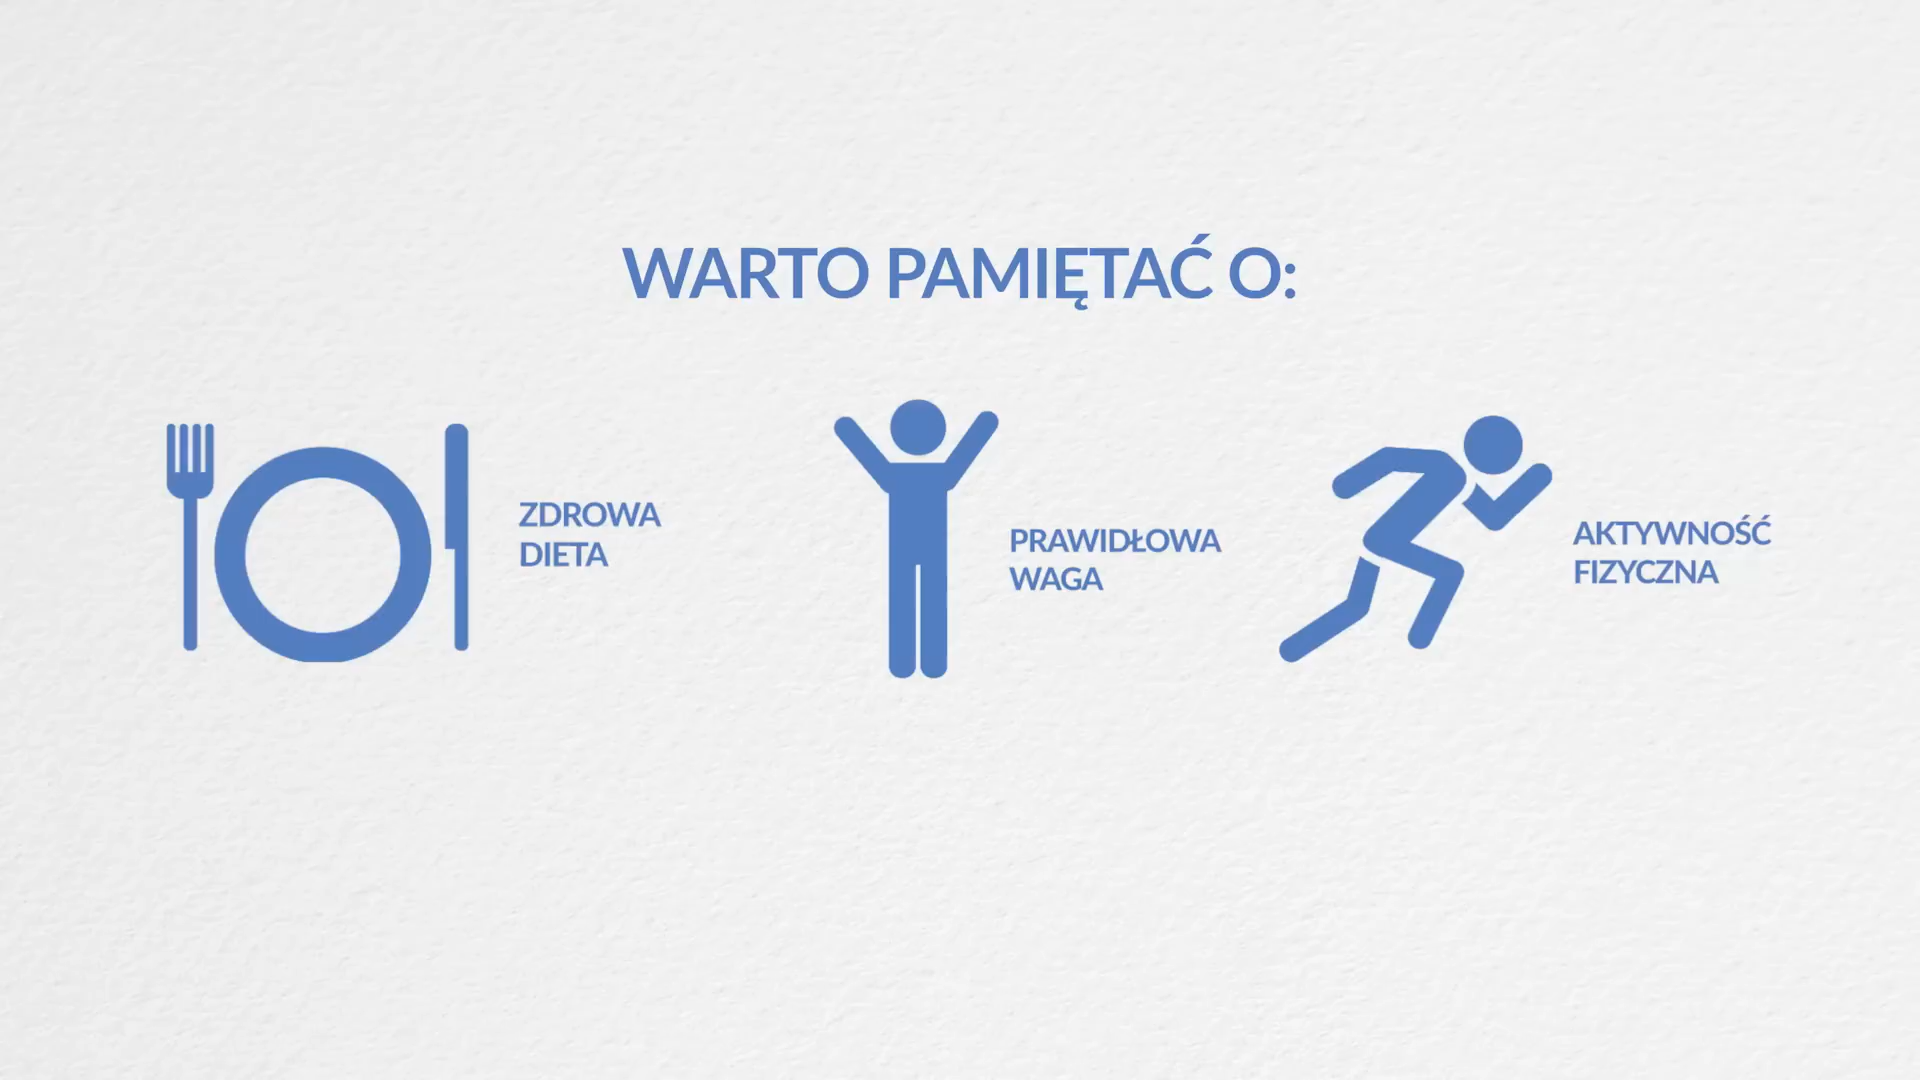 WARTO PAMIĘTAĆ O:
ZDROWA
DIETA
PRAWIDŁOWA
WAGA
AKTYWNOŚĆ
FIZYCZNA